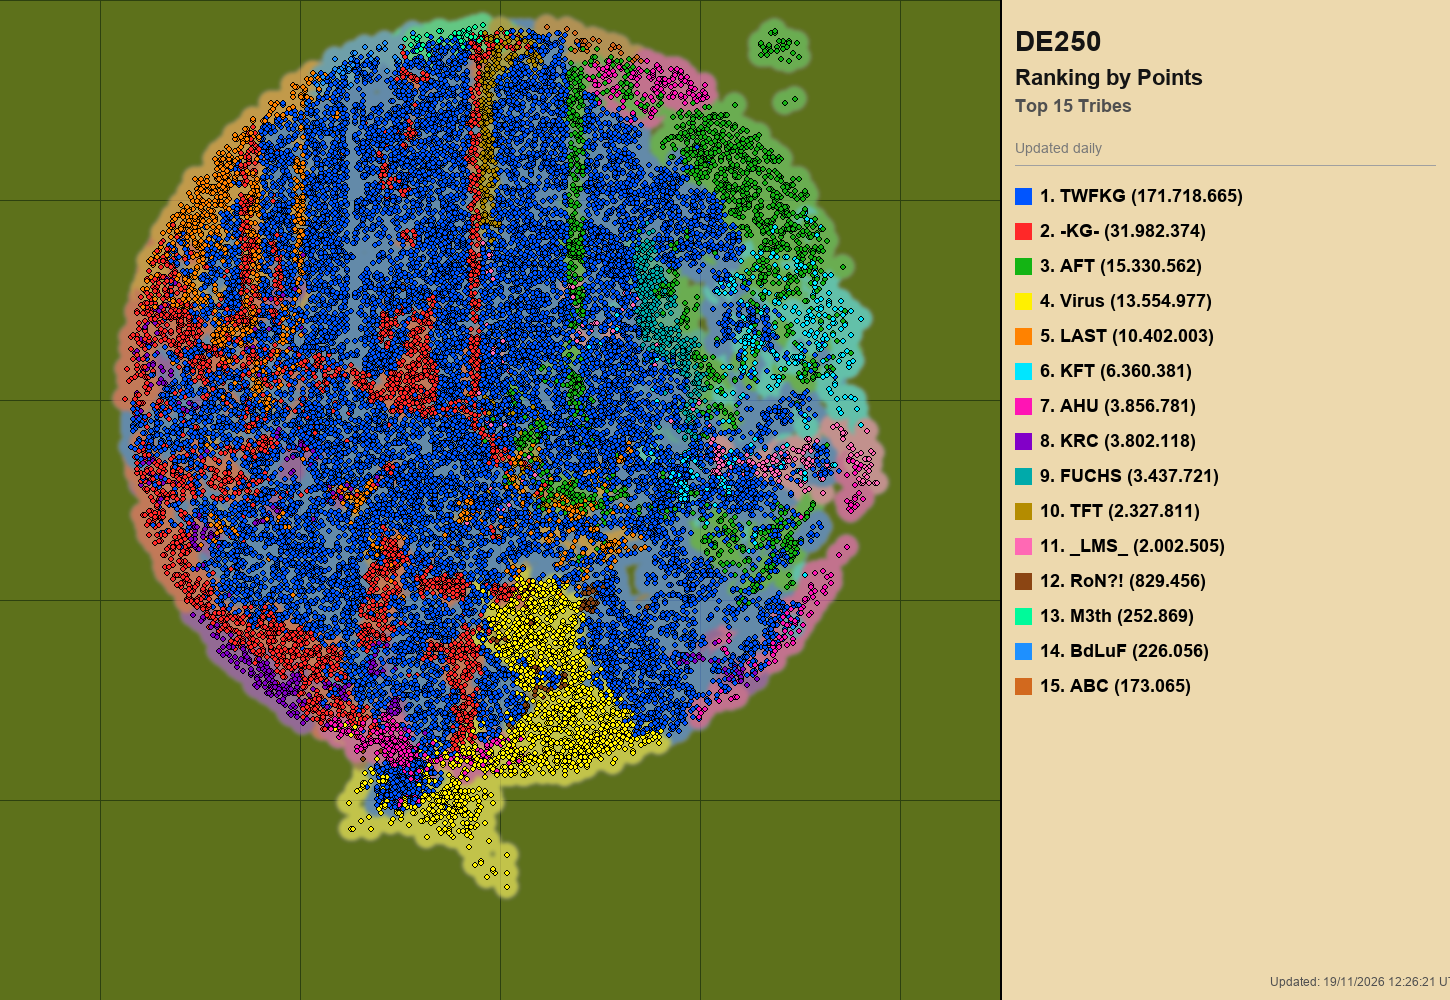 DE250
Ranking by Points
Top 15 Tribes
Updated daily
1. TWFKG (171.718.665)
2. -KG- (31.982.374)
3. AFT (15.330.562)
4. Virus (13.554.977)
5. LAST (10.402.003)
6. KFT (6.360.381)
7. AHU (3.856.781)
8. KRC (3.802.118)
9. FUCHS (3.437.721)
10. TFT (2.327.811)
11. _LMS_ (2.002.505)
12. RoN?! (829.456)
13. M3th (252.869)
14. BdLuF (226.056)
15. ABC (173.065)
Updated: 19/11/2026 12:26:21